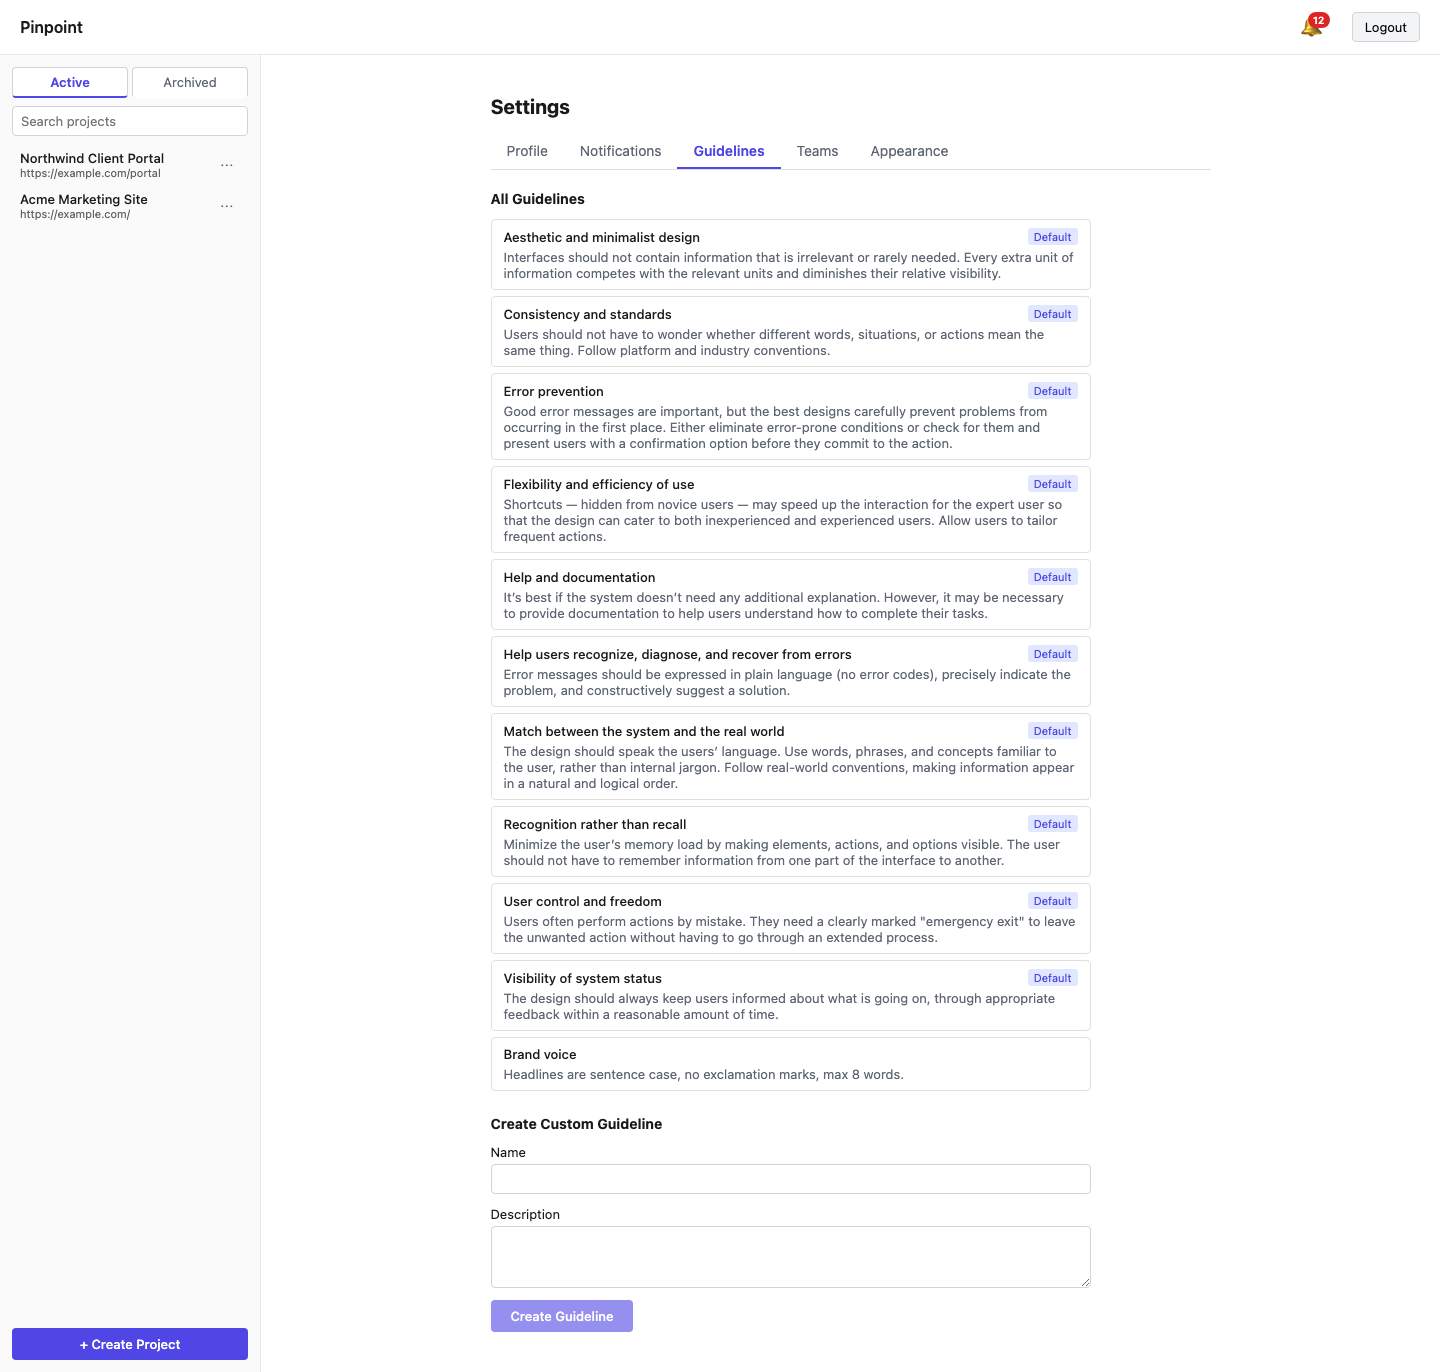 Pinpoint
12
Logout
Active
Archived
Search projects
Northwind Client Portal
https://example.com/portal
...
Acme Marketing Site
https://example.com/
...
+ Create Project
Settings
Profile
Notifications
Guidelines
Teams
Appearance
All Guidelines
Aesthetic and minimalist design
Default
Interfaces should not contain information that is irrelevant or rarely needed. Every extra unit of
information competes with the relevant units and diminishes their relative visibility.
Consistency and standards
Default
Users should not have to wonder whether different words, situations, or actions mean the
same thing. Follow platform and industry conventions.
Error prevention
Default
Good error messages are important, but the best designs carefully prevent problems from
occurring in the first place. Either eliminate error-prone conditions or check for them and
present users with a confirmation option before they commit to the action.
Flexibility and efficiency of use
Default
Shortcuts — hidden from novice users — may speed up the interaction for the expert user so
that the design can cater to both inexperienced and experienced users. Allow users to tailor
frequent actions.
Help and documentation
Default
It’s best if the system doesn’t need any additional explanation. However, it may be necessary
to provide documentation to help users understand how to complete their tasks.
Help users recognize, diagnose, and recover from errors
Default
Error messages should be expressed in plain language (no error codes), precisely indicate the
problem, and constructively suggest a solution.
Match between the system and the real world
Default
The design should speak the users’ language. Use words, phrases, and concepts familiar to
the user, rather than internal jargon. Follow real-world conventions, making information appear
in a natural and logical order.
Recognition rather than recall
Default
Minimize the user’s memory load by making elements, actions, and options visible. The user
should not have to remember information from one part of the interface to another.
User control and freedom
Default
Users often perform actions by mistake. They need a clearly marked "emergency exit" to leave
the unwanted action without having to go through an extended process.
Visibility of system status
Default
The design should always keep users informed about what is going on, through appropriate
feedback within a reasonable amount of time.
Brand voice
Headlines are sentence case, no exclamation marks, max 8 words.
Create Custom Guideline
Name
Description
Create Guideline